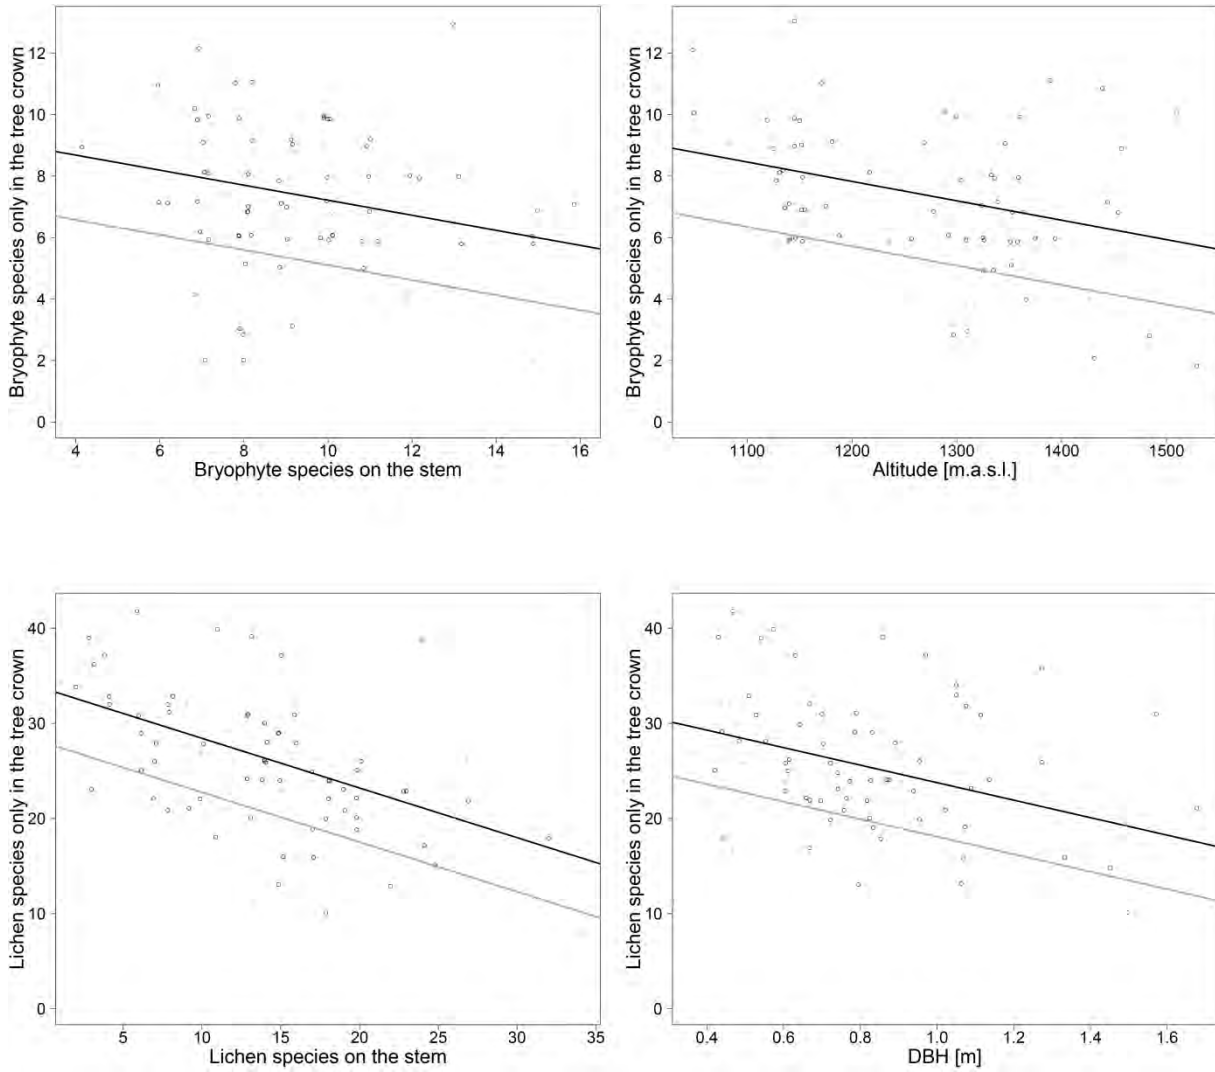 Bryophyte species only in the tree crown
12
10
8
6
4
2
0
4 6 8 10 12 14 16
Bryophyte species on the stem
Bryophyte species only in the tree crown
12
10
8
6
4
2
0
1100 1200 1300 1400 1500
Altitude [m.a.s.l.]
Lichen species only in the tree crown
40
30
20
10
0
5 10 15 20 25 30 35
Lichen species on the stem
Lichen species only in the tree crown
40
30
20
10
0
0.4 0.6 0.8 1.0 1.2 1.4 1.6
DBH [m]